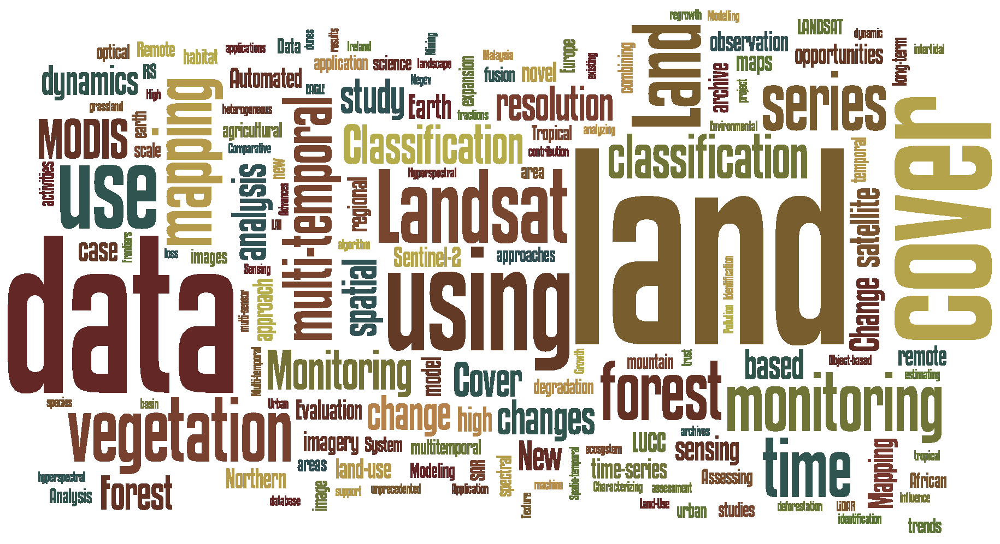 regrowth
Modelling
LANDSAT
dynamic
intertidal
long-term
opportunities
observation
maps
archive
project
Land
combining
series
optical
Remote
habitat
applications
Data
dunes
results
Ireland
Mining
application
science
landscape
Malaysia
Europe
existing
expansion
fusion
novel
dynamics
RS
High
grassland
mapping
Automated
EAGLE
heterogeneous
study
Negev
Earth
fractions
resolution
Environmental
MODIS
earth
scale
agricultural
Comparative
multi-temporal
Classification
Tropical
analyzing
contribution
classification
temporal
cover
activities
use
analysis
new
Advances
LAI
regional
Hyperspectral
area
Landsat
land
satellite
Change
case
Frontiers
loss
images
Sensing
algorithm
Sentinel-2
approaches
Identification
Pollution
data
multi-sensor
approach
spatial
using
Multi-temporal
Monitoring
model
Cover
degradation
Growth
mountain
trust
based
Object-based
remote
estimating
species
basin
vegetation
Urban
Evaluation
change
high
changes
forest
monitoring
archives
imagery
System
multitemporal
New
ecosystem
LUCC
sensing
time
Mapping
tropical
hyperspectral
Analysis
Forest
Northern
areas
land-use
Modeling
SAR
spectral
Spatio-temporal
time-series
Characterizing
assessment
Assessing
African
influence
database
image
support
unprecedented
Application
machine
Texture
Land-Use
urban
studies
deforestation
LiDAR
identification
trends